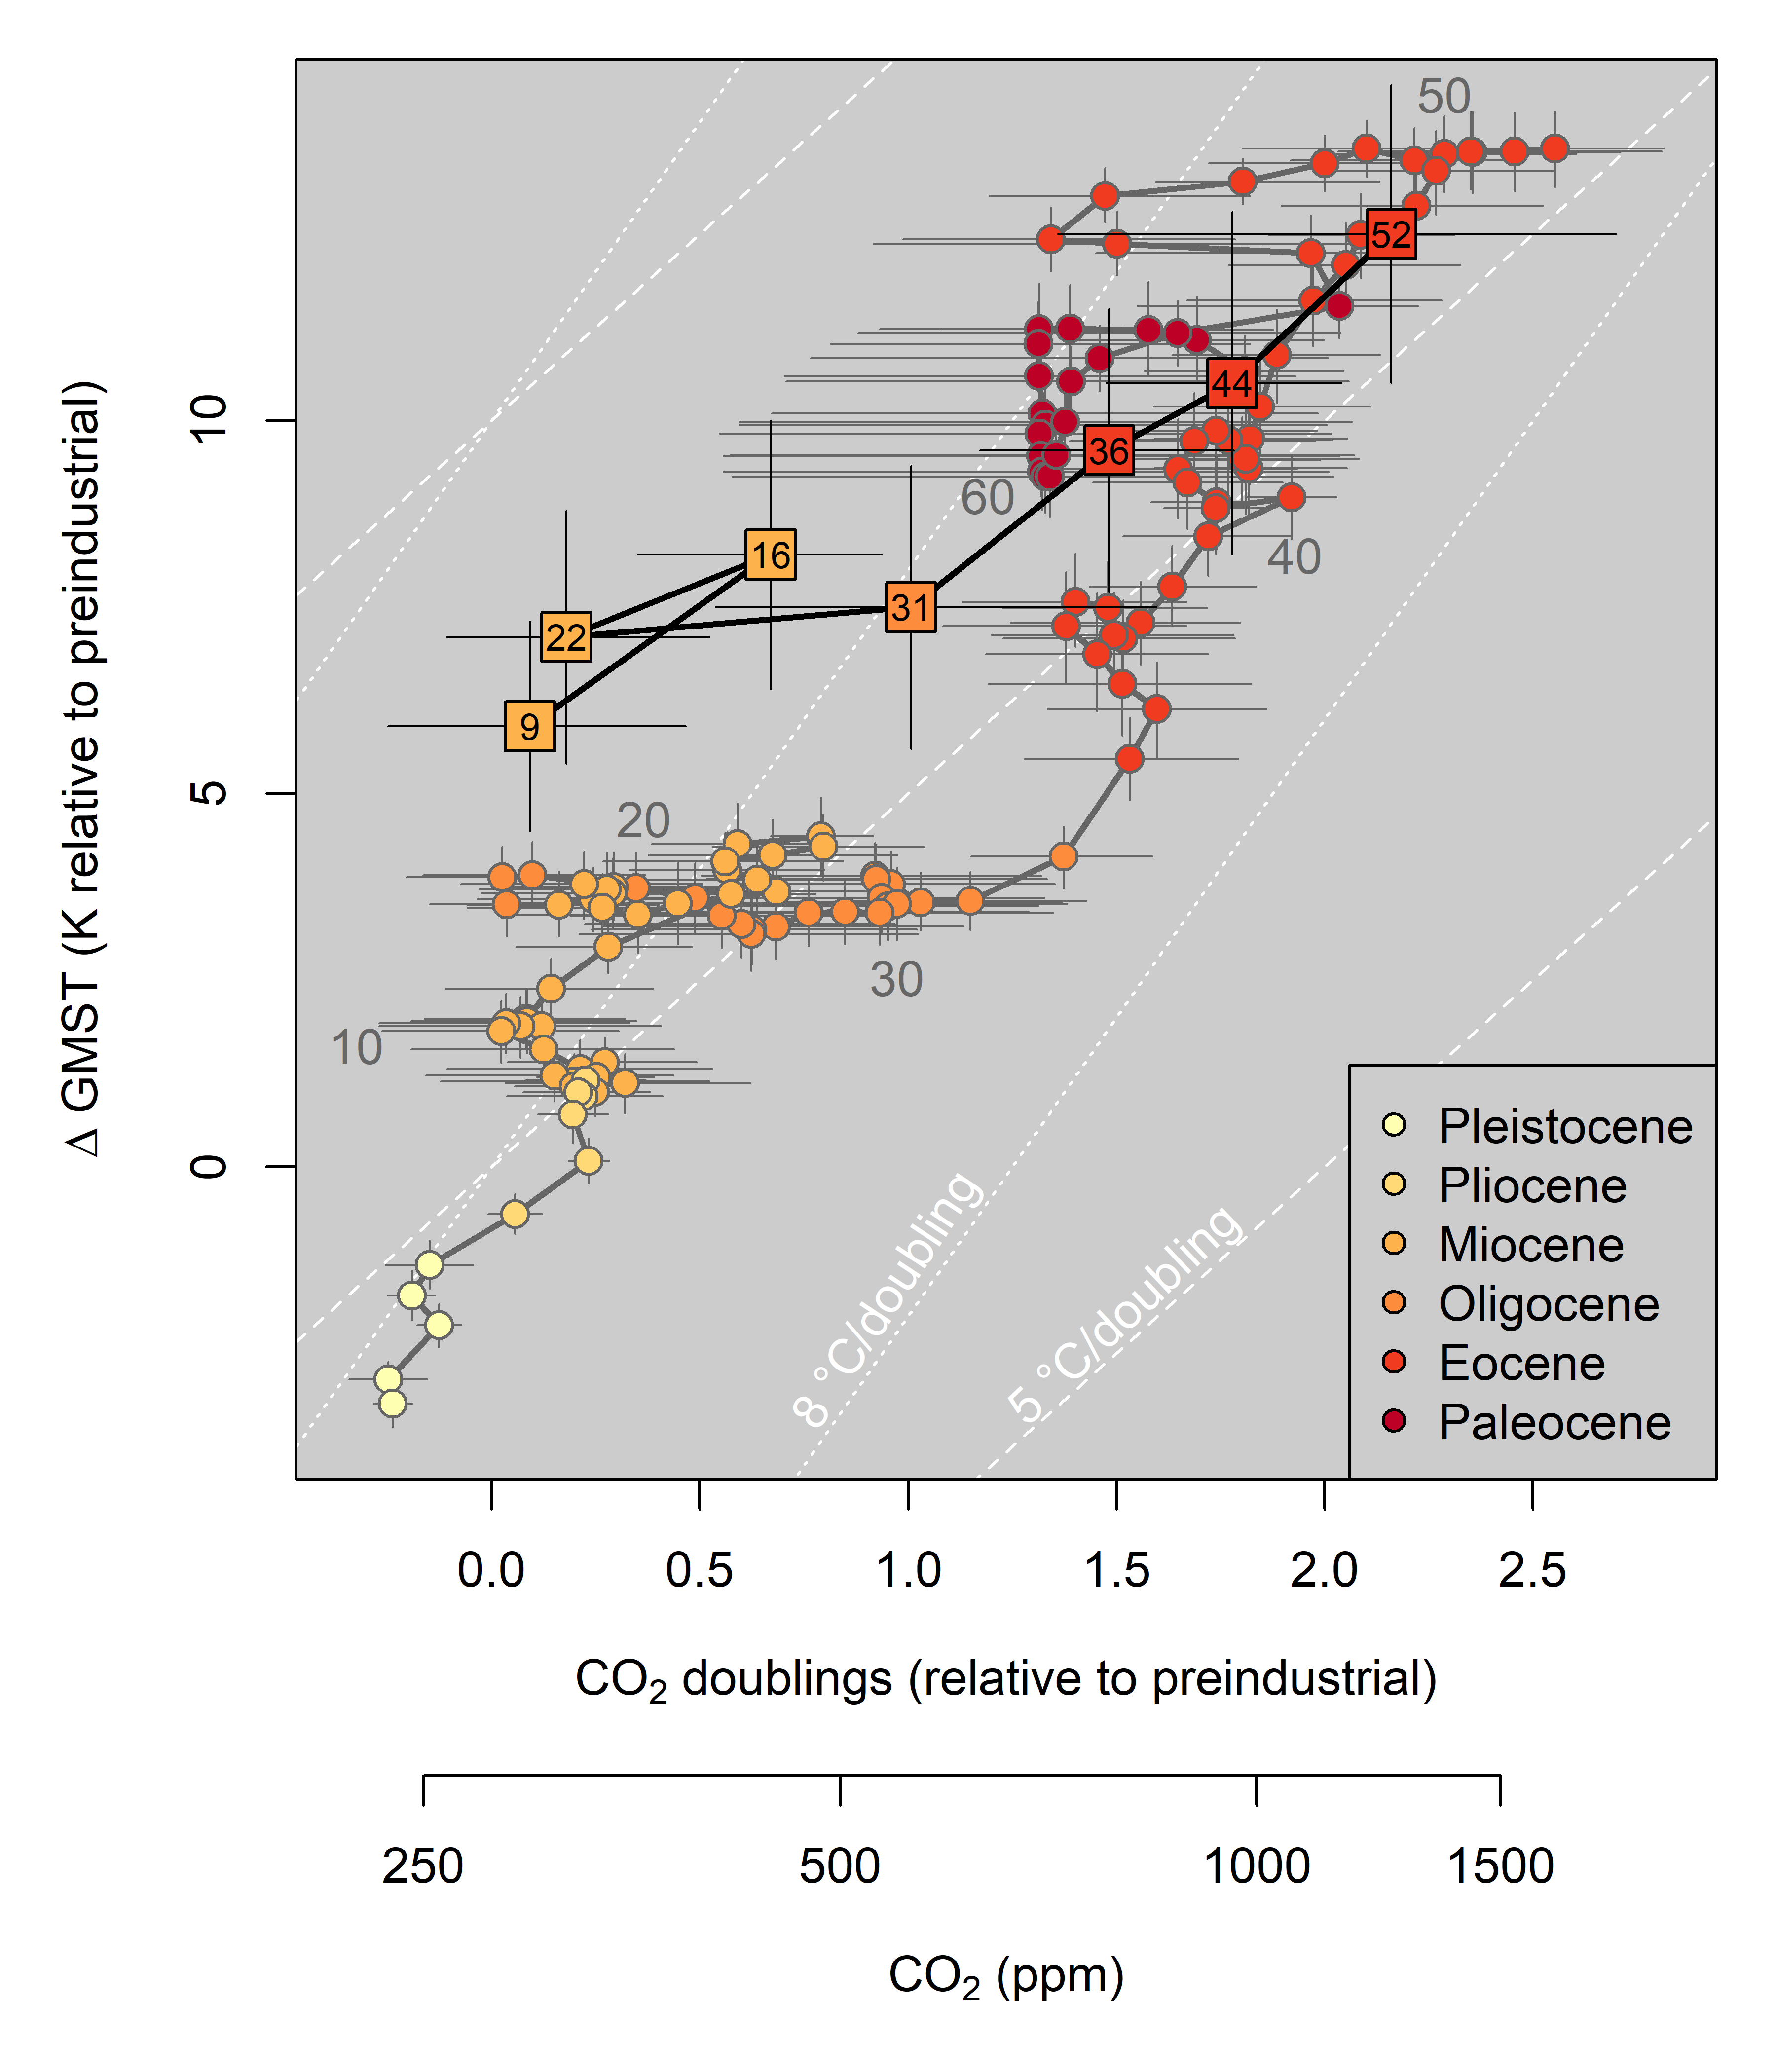 Δ GMST (K relative to preindustrial)
10
5
0
50
52
44
36
60
16
40
31
22
9
20
30
10
8 °C/doubling
5 °C/doubling
Pleistocene
Pliocene
Miocene
Oligocene
Eocene
Paleocene
0.0 0.5 1.0 1.5 2.0 2.5
CO₂ doublings (relative to preindustrial)
250 500 1000 1500
CO₂ (ppm)